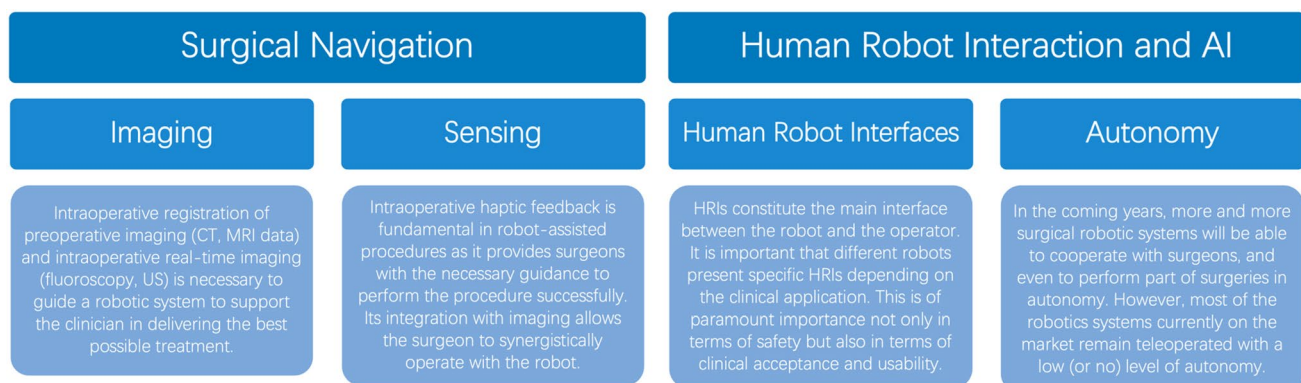 Surgical Navigation
Human Robot Interaction and AI
Imaging
Sensing
Human Robot Interfaces
Autonomy
Intraoperative registration of
preoperative imaging (CT, MRI data)
and intraoperative real-time imaging
(fluoroscopy, US) is necessary to
guide a robotic system to support
the clinician in delivering the best
possible treatment.
Intraoperative haptic feedback is
fundamental in robot-assisted
procedures as it provides surgeons
with the necessary guidance to
perform the procedure successfully.
Its integration with imaging allows
the surgeon to synergistically
operate with the robot.
HRIs constitute the main interface
between the robot and the operator.
It is important that different robots
present specific HRIs depending on
the clinical application. This is of
paramount importance not only in
terms of safety but also in terms of
clinical acceptance and usability.
In the coming years, more and more
surgical robotic systems will be able
to cooperate with surgeons, and
even to perform part of surgeries in
autonomy. However, most of the
robotics systems currently on the
market remain teleoperated with a
low (or no) level of autonomy.